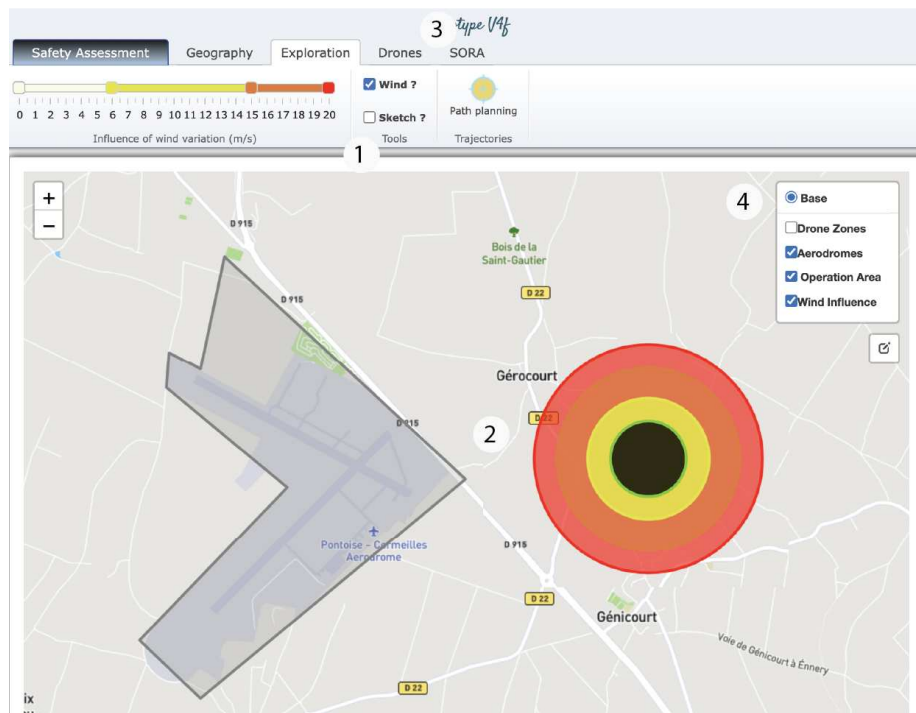 type V4f
3
Safety Assessment Geography Exploration Drones SORA
Wind ?
0 1 2 3 4 5 6 7 8 9 10 11 12 13 14 15 16 17 18 19 20
Sketch ?
Path planning
Influence of wind variation (m/s)
Tools
Trajectories
1
+
−
4
Base
Drone Zones
Aerodromes
Operation Area
Wind Influence
D 915
Bois de la
Saint-Gautier
D 22
D 915
Gérocourt
D 22
D 915
2
Pontoise - Cormeilles
Aerodrome
D 915
D 22
Génicourt
Voie de Génicourt à Ennery
D 22
ix